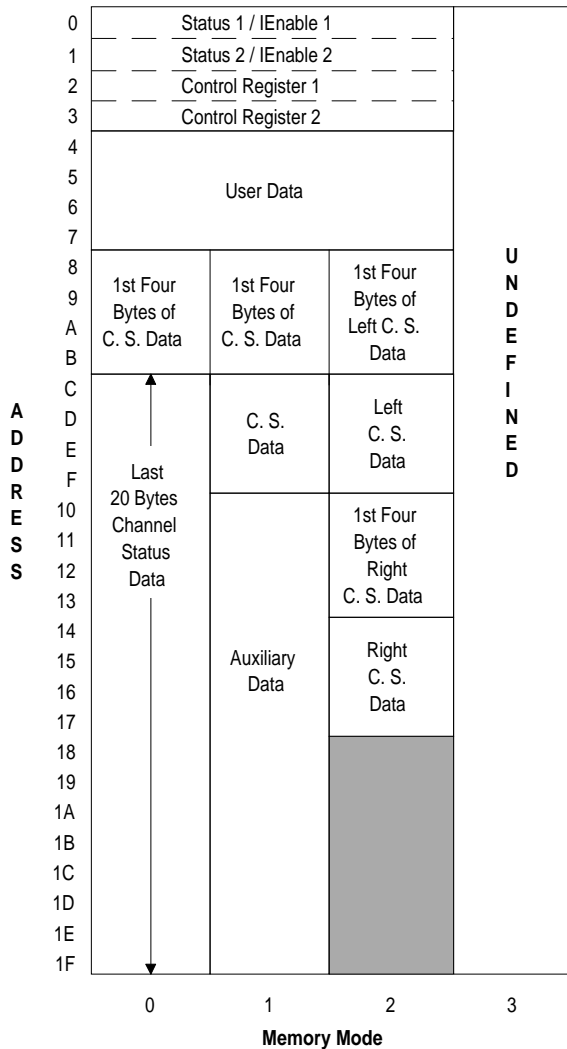 0
1
2
3
4
5
6
7
8
9
A
B
C
D
E
F
10
11
12
13
14
15
16
17
18
19
1A
1B
1C
1D
1E
1F
ADDRESS
Status 1 / IEnable 1
Status 2 / IEnable 2
Control Register 1
Control Register 2
User Data
1st Four
Bytes of
C. S. Data
1st Four
Bytes of
C. S. Data
1st Four
Bytes of
Left C. S.
Data
Last
20 Bytes
Channel
Status
Data
C. S.
Data
Left
C. S.
Data
1st Four
Bytes of
Right
C. S. Data
Auxiliary
Data
Right
C. S.
Data
UNDEFINED
0 1 2 3
Memory Mode